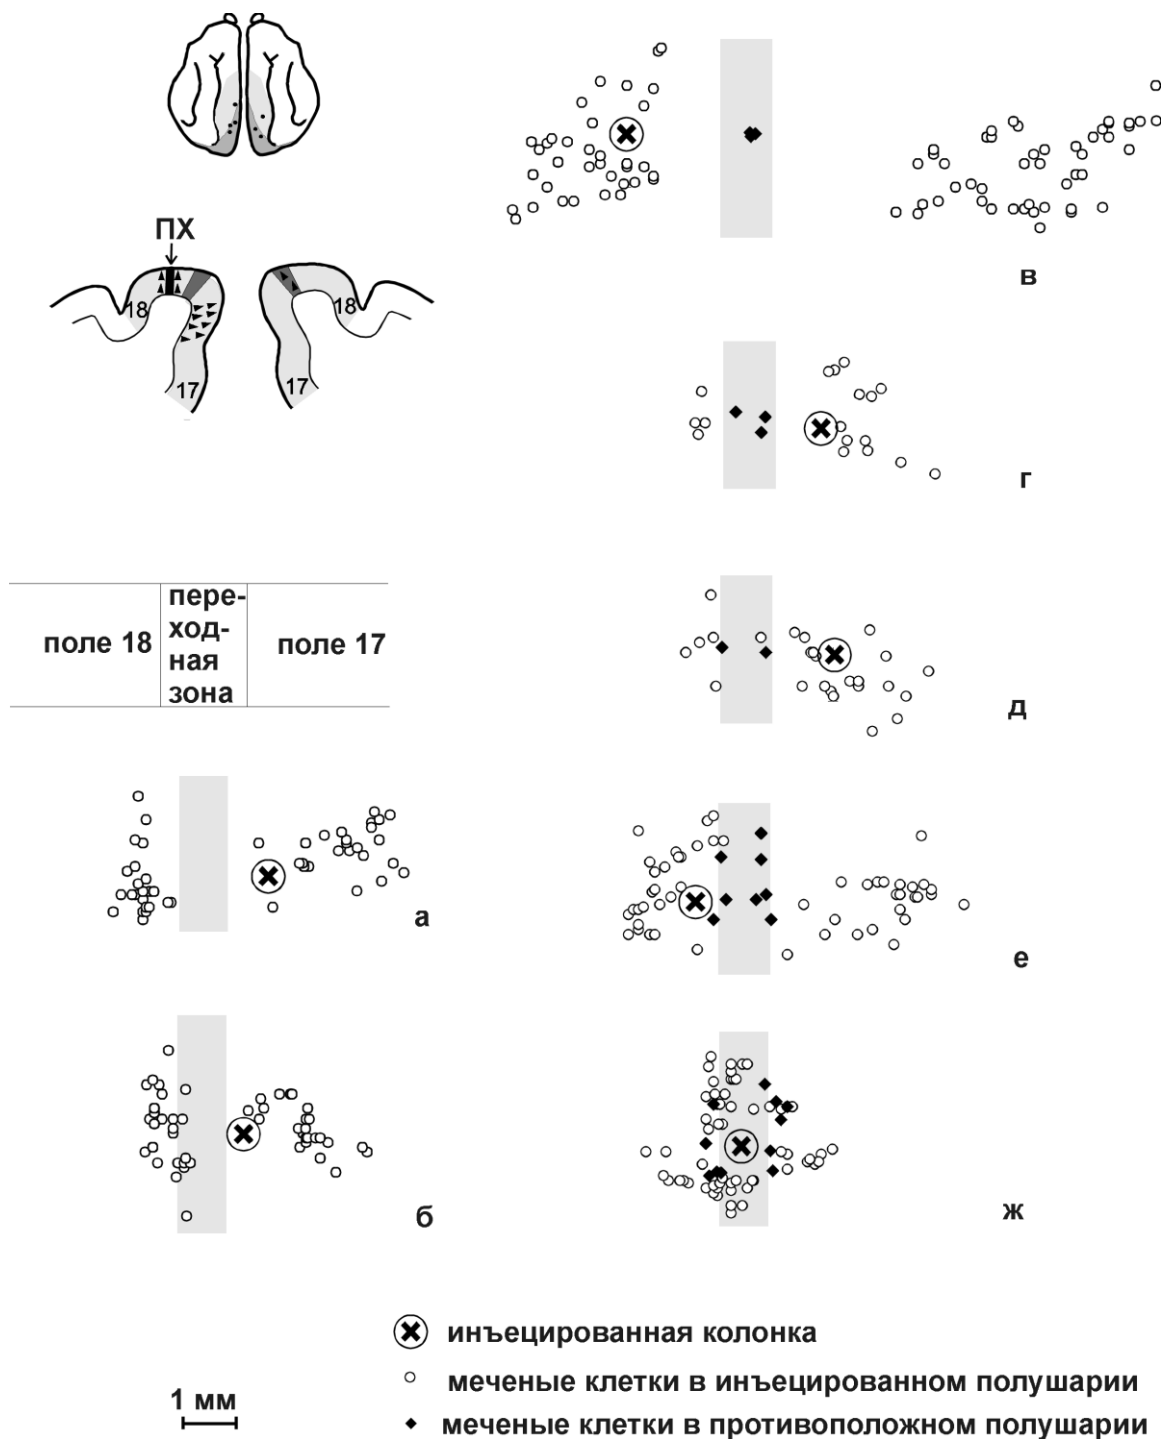 ПХ
18
18
17
17
поле 18
пере-
ход-
ная
зона
поле 17
а
б
в
г
д
е
ж
инъецированная колонка
меченые клетки в инъецированном полушарии
меченые клетки в противоположном полушарии
1 мм